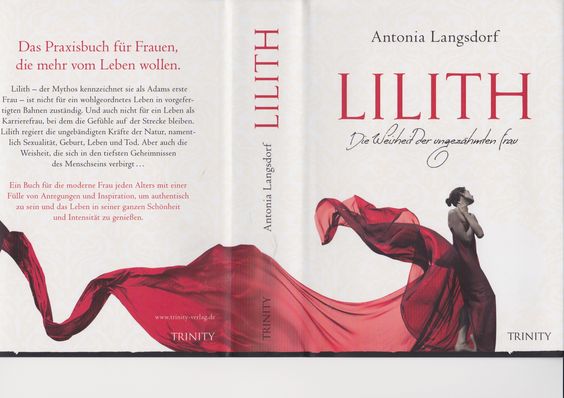 Das Praxisbuch für Frauen,
die mehr vom Leben wollen.
Lilith – der Mythos kennzeichnet sie als Adams erste
Frau – ist nicht für ein wohlgeordnetes Leben in vorgefer-
tigten Bahnen zuständig. Und auch nicht für ein Leben als
Karrierefrau, bei dem die Gefühle auf der Strecke bleiben.
Lilith regiert die ungebändigten Kräfte der Natur, nament-
lich Sexualität, Geburt, Leben und Tod. Aber auch die
Weisheit, die sich in den tiefsten Geheimnissen
des Menschseins verbirgt ...
Ein Buch für die moderne Frau jeden Alters mit einer
Fülle von Anregungen und Inspiration, um authentisch
zu sein und das Leben in seiner ganzen Schönheit
und Intensität zu genießen.
www.trinity-verlag.de
TRINITY
Antonia Langsdorf LILITH
TRINITY
Antonia Langsdorf
LILITH
Die Weisheit der ungezähmten Frau
TRINITY